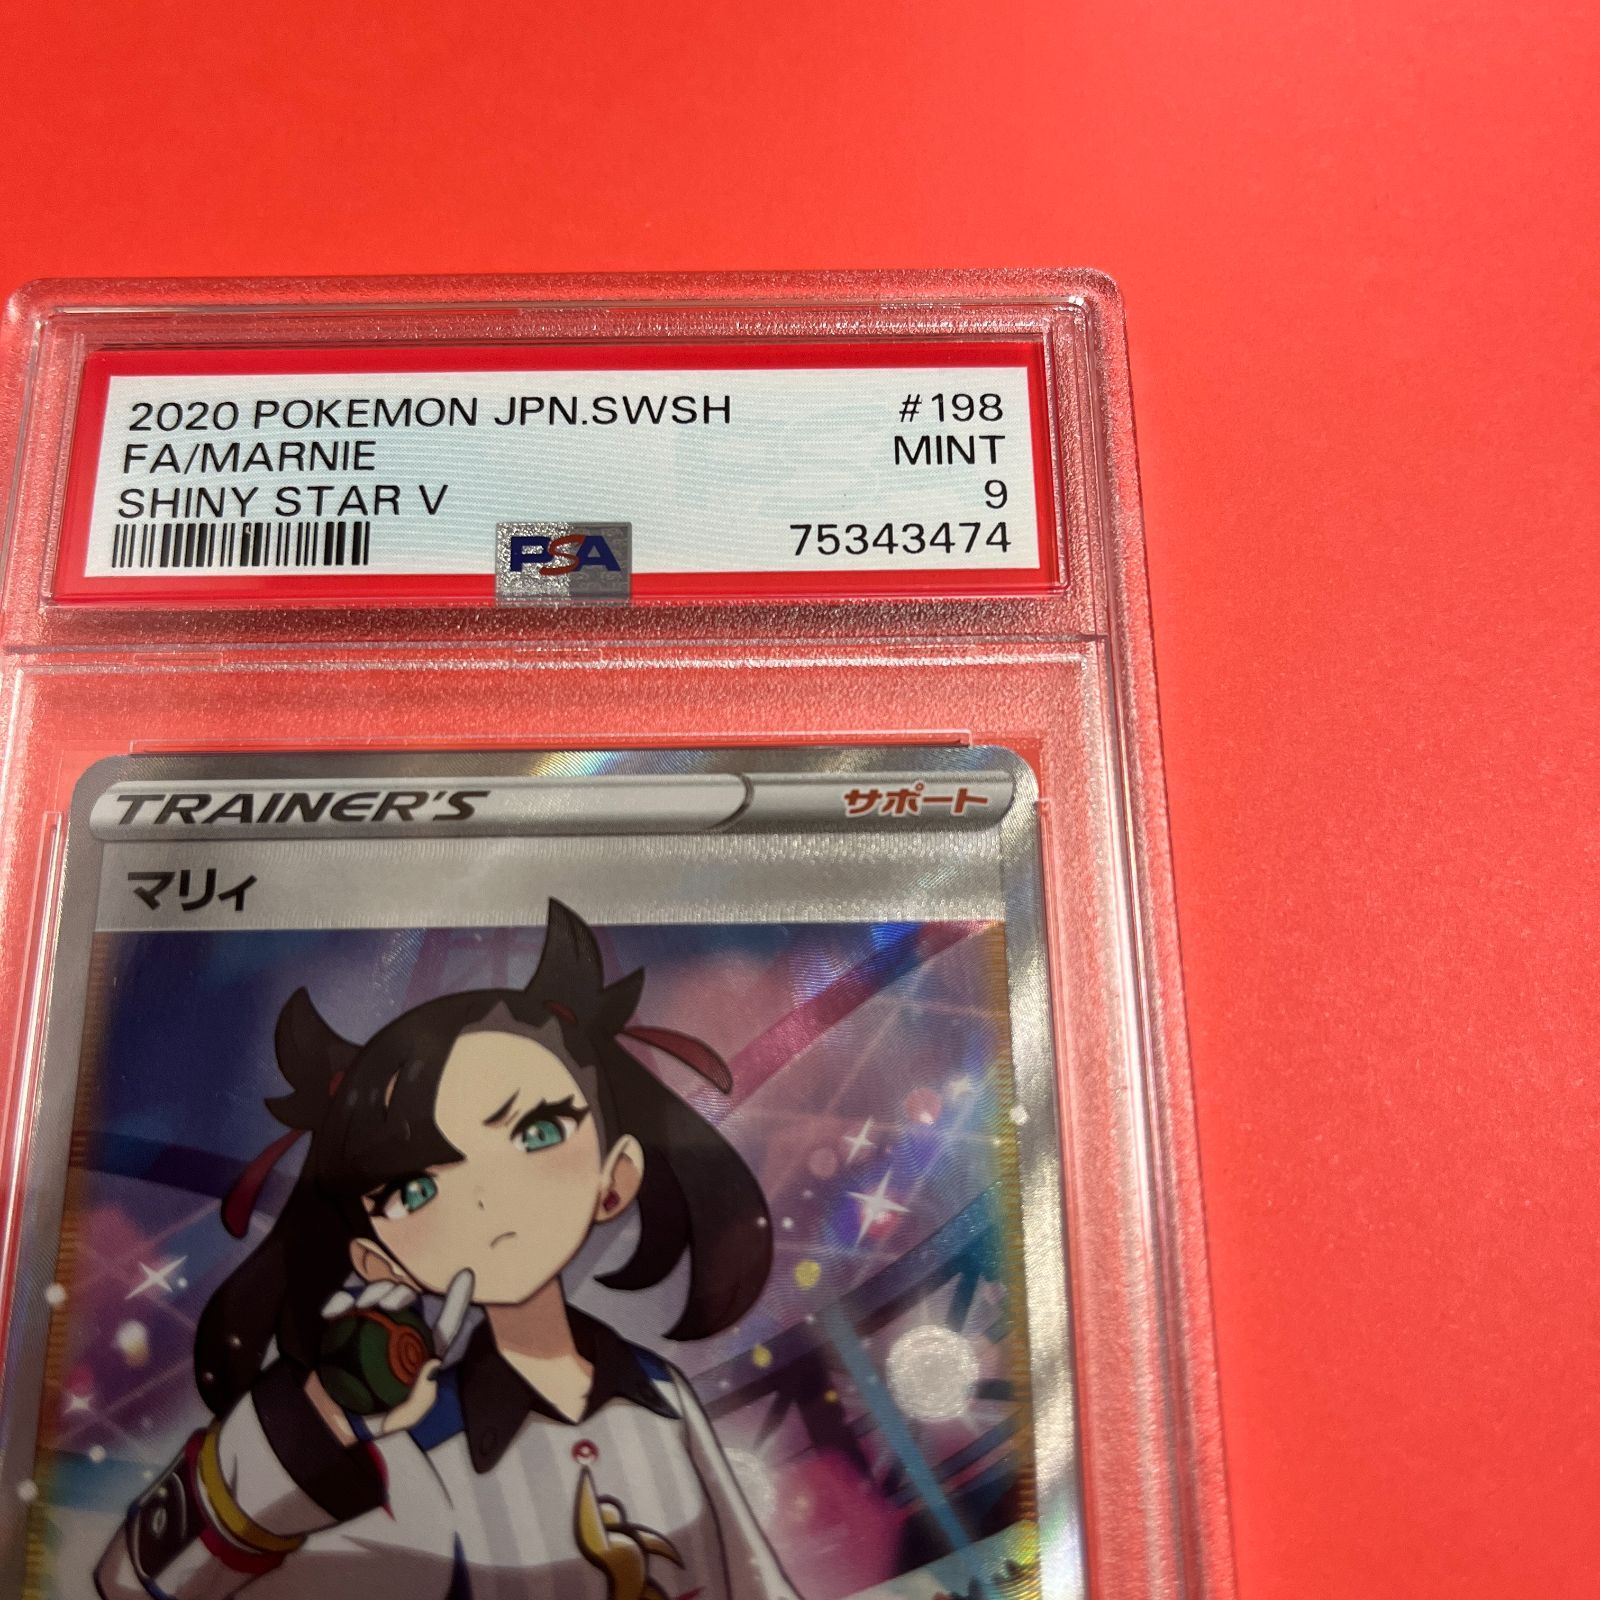 2020 POKEMON JPN.SWSH #198
FA/MARNIE MINT
SHINY STAR V 9
PSA 75343474
TRAINER'S サポート
マリィ